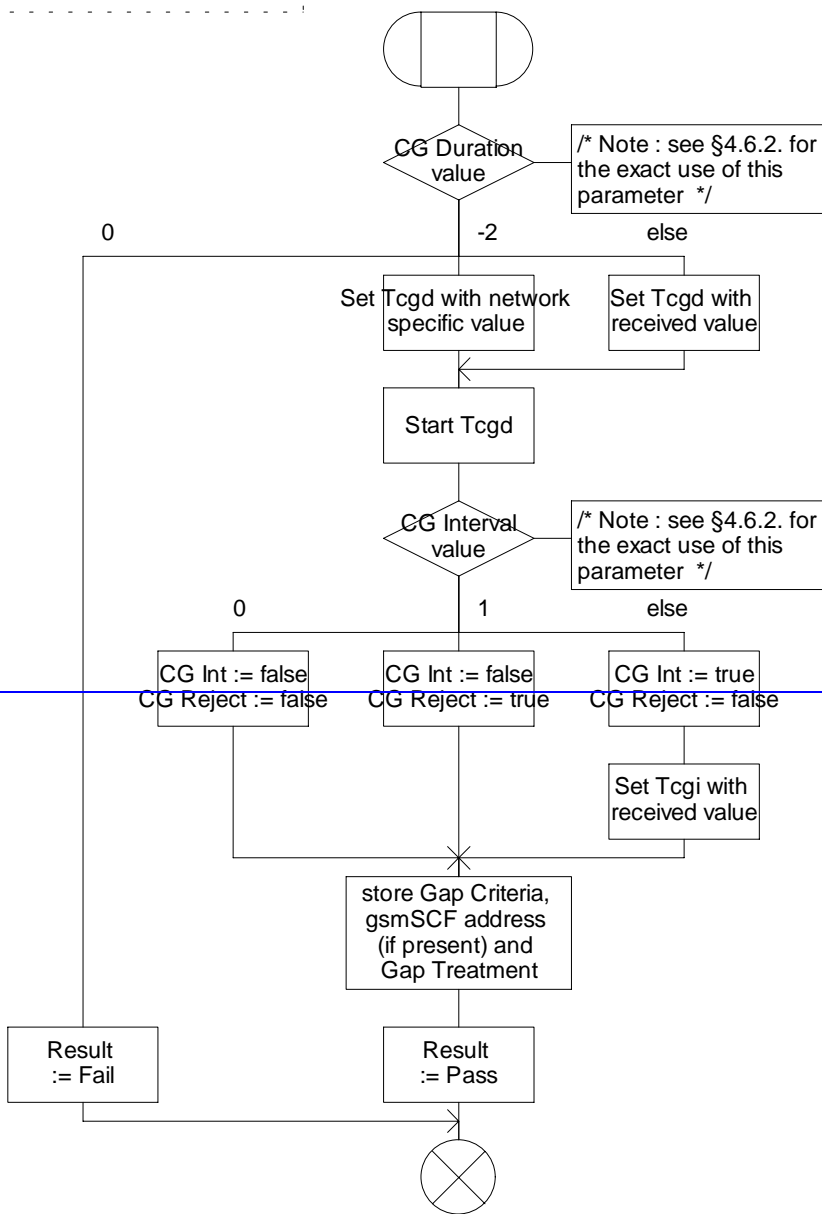 CG Duration
value
/* Note : see §4.6.2. for
the exact use of this
parameter */
0
-2
else
Set Tcgd with network
specific value
Set Tcgd with
received value
Start Tcgd
CG Interval
value
/* Note : see §4.6.2. for
the exact use of this
parameter */
0
1
else
CG Int := false
CG Reject := false
CG Int := false
CG Reject := true
CG Int := true
CG Reject := false
Set Tcgi with
received value
store Gap Criteria,
gsmSCF address
(if present) and
Gap Treatment
Result
:= Fail
Result
:= Pass